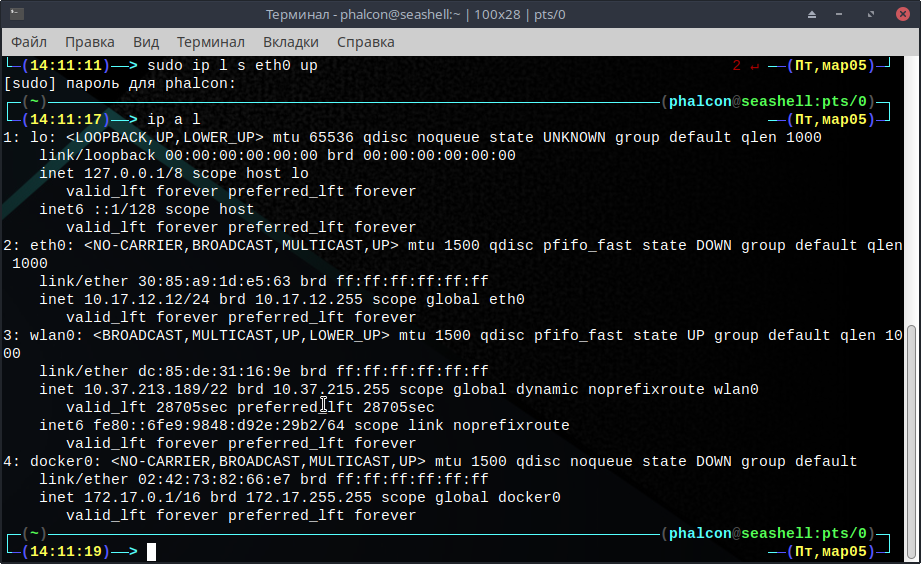 Терминал - phalcon@seashell:~ | 100x28 | pts/0
Файл Правка Вид Терминал Вкладки Справка
└─(14:11:11)──> sudo ip l s eth0 up 2 ↵ ──(Пт,мар05)─┘
[sudo] пароль для phalcon:
┌─(~)────────────────────────────────────────────────────────────────────(phalcon@seashell:pts/0)─┐
└─(14:11:17)──> ip a l ──(Пт,мар05)─┘
1: lo: <LOOPBACK,UP,LOWER_UP> mtu 65536 qdisc noqueue state UNKNOWN group default qlen 1000
    link/loopback 00:00:00:00:00:00 brd 00:00:00:00:00:00
    inet 127.0.0.1/8 scope host lo
       valid_lft forever preferred_lft forever
    inet6 ::1/128 scope host
       valid_lft forever preferred_lft forever
2: eth0: <NO-CARRIER,BROADCAST,MULTICAST,UP> mtu 1500 qdisc pfifo_fast state DOWN group default qlen
 1000
    link/ether 30:85:a9:1d:e5:63 brd ff:ff:ff:ff:ff:ff
    inet 10.17.12.12/24 brd 10.17.12.255 scope global eth0
       valid_lft forever preferred_lft forever
3: wlan0: <BROADCAST,MULTICAST,UP,LOWER_UP> mtu 1500 qdisc pfifo_fast state UP group default qlen 10
00
    link/ether dc:85:de:31:16:9e brd ff:ff:ff:ff:ff:ff
    inet 10.37.213.189/22 brd 10.37.215.255 scope global dynamic noprefixroute wlan0
       valid_lft 28705sec preferred_lft 28705sec
    inet6 fe80::6fe9:9848:d92e:29b2/64 scope link noprefixroute
       valid_lft forever preferred_lft forever
4: docker0: <NO-CARRIER,BROADCAST,MULTICAST,UP> mtu 1500 qdisc noqueue state DOWN group default
    link/ether 02:42:73:82:66:e7 brd ff:ff:ff:ff:ff:ff
    inet 172.17.0.1/16 brd 172.17.255.255 scope global docker0
       valid_lft forever preferred_lft forever
┌─(~)────────────────────────────────────────────────────────────────────(phalcon@seashell:pts/0)─┐
└─(14:11:19)──> ──(Пт,мар05)─┘